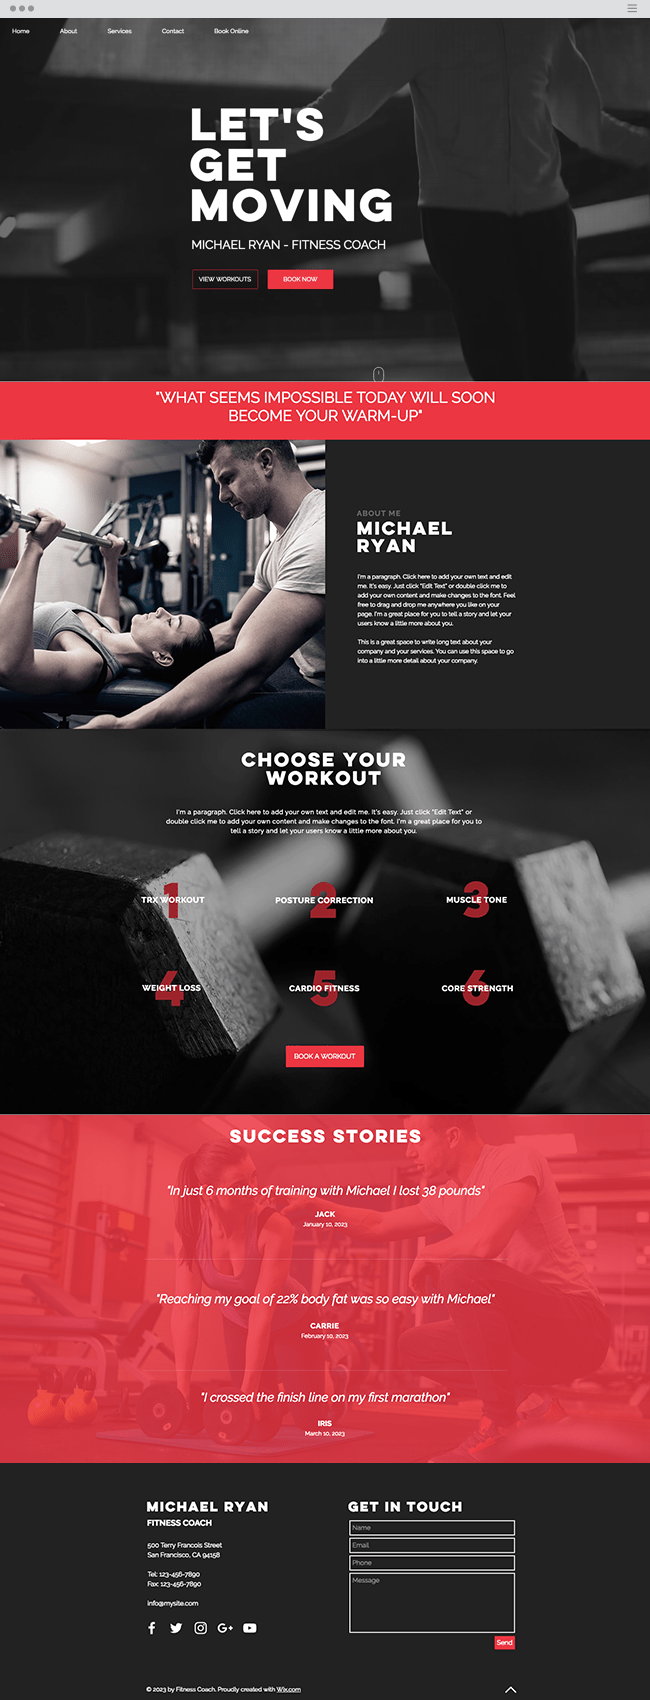 Home About Services Contact Book Online
LET'S
GET
MOVING
MICHAEL RYAN - FITNESS COACH
VIEW WORKOUTS BOOK NOW
"WHAT SEEMS IMPOSSIBLE TODAY WILL SOON
BECOME YOUR WARM-UP"
ABOUT ME
MICHAEL
RYAN
I'm a paragraph. Click here to add your own text and edit
me. It's easy. Just click "Edit Text" or double click me to
add your own content and make changes to the font. Feel
free to drag and drop me anywhere you like on your
page. I'm a great place for you to tell a story and let your
users know a little more about you.
This is a great space to write long text about your
company and your services. You can use this space to go
into a little more detail about your company.
CHOOSE YOUR
WORKOUT
I'm a paragraph. Click here to add your own text and edit me. It's easy. Just click "Edit Text" or
double click me to add your own content and make changes to the font. I'm a great place for you to
tell a story and let your users know a little more about you.
1 2 3
TRX WORKOUT POSTURE CORRECTION MUSCLE TONE
4 5 6
WEIGHT LOSS CARDIO FITNESS CORE STRENGTH
BOOK A WORKOUT
SUCCESS STORIES
"In just 6 months of training with Michael I lost 38 pounds"
JACK
January 10, 2023
"Reaching my goal of 22% body fat was so easy with Michael"
CARRIE
February 10, 2023
"I crossed the finish line on my first marathon"
IRIS
March 10, 2023
MICHAEL RYAN
FITNESS COACH
500 Terry Francois Street
San Francisco, CA 94158
Tel: 123-456-7890
Fax: 123-456-7890
info@mysite.com
GET IN TOUCH
Name
Email
Phone
Message
Send
© 2023 by Fitness Coach. Proudly created with Wix.com